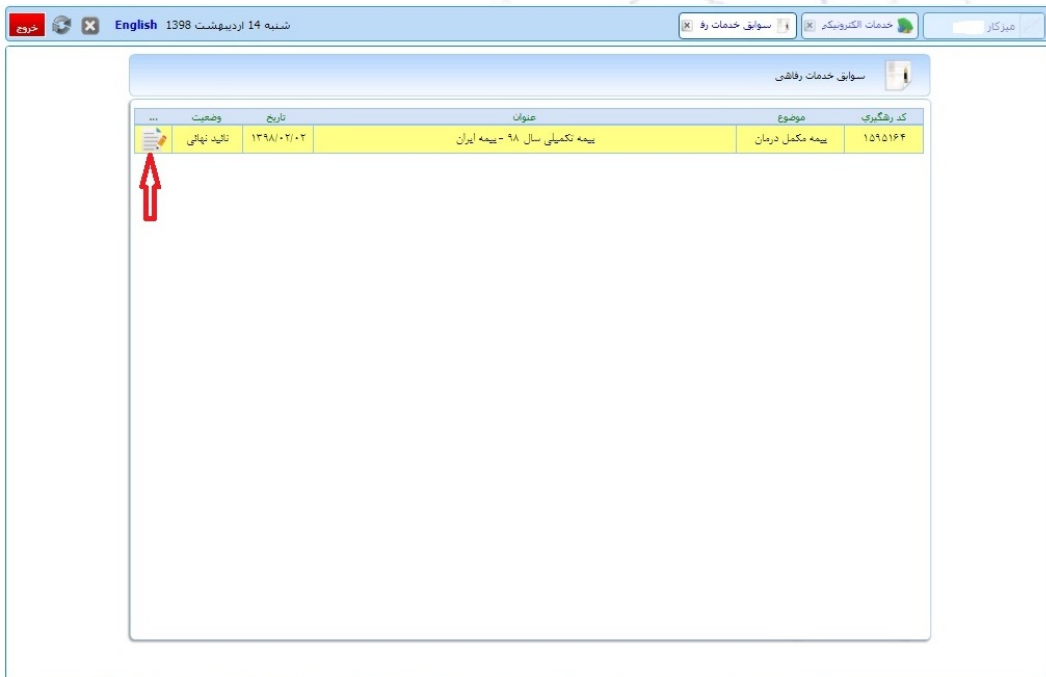 میزکار
خدمات الکترونیکی
سوابق خدمات رف
شنبه 14 اردیبهشت 1398 English
خروج
سوابق خدمات رفاهی
کد رهگیری موضوع عنوان تاریخ وضعیت ...
۱۵۹۵۱۶۴ بیمه مکمل درمان بیمه تکمیلی سال ۹۸ - بیمه ایران ۱۳۹۸/۰۲/۰۲ تائید نهائی